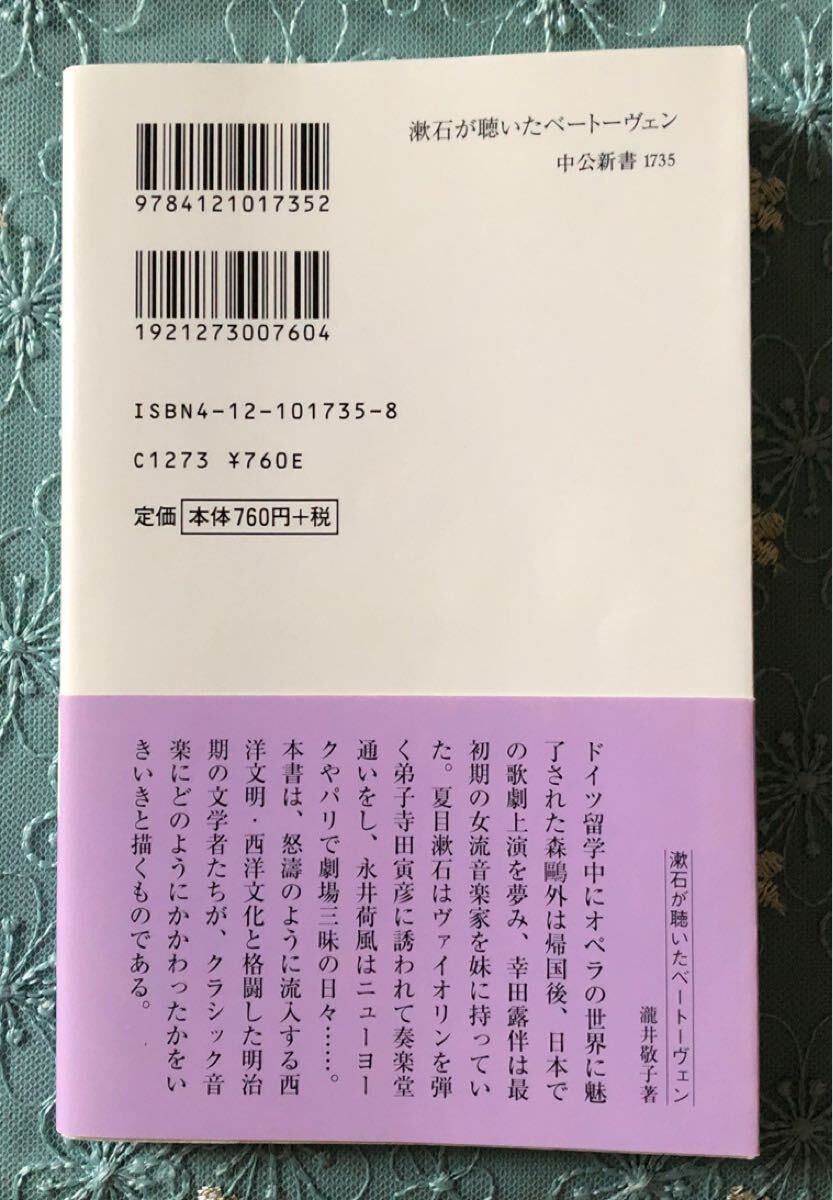 漱石が聴いたベートーヴェン
中公新書 1735
9784121017352
1921273007604
ISBN4-12-101735-8
C1273 ¥760E
定価 本体760円+税
漱石が聴いたベートーヴェン
瀧井敬子著
ドイツ留学中にオペラの世界に魅
了された森鷗外は帰国後、日本で
の歌劇上演を夢み、幸田露伴は最
初期の女流音楽家を妹に持ってい
た。夏目漱石はヴァイオリンを弾
く弟子寺田寅彦に誘われて奏楽堂
通いをし、永井荷風はニューヨー
クやパリで劇場三昧の日々……。
本書は、怒濤のように流入する西
洋文明・西洋文化と格闘した明治
期の文学者たちが、クラシック音
楽にどのようにかかわったかをい
きいきと描くものである。